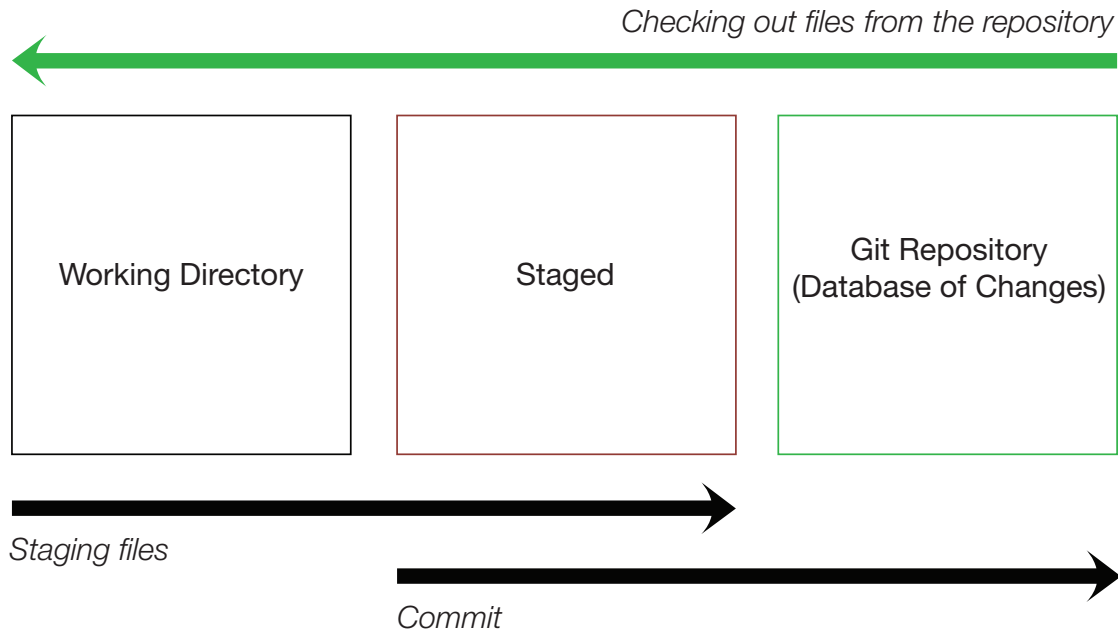 Checking out files from the repository
Working Directory
Staged
Git Repository
(Database of Changes)
Staging files
Commit